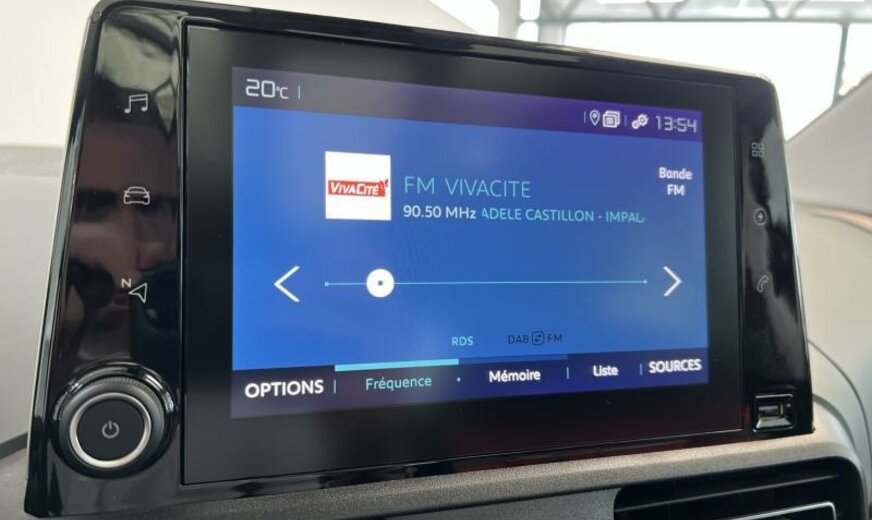 20°C
13:54
VIVACITÉ
FM VIVACITE
90.50 MHz ADELE CASTILLON - IMPAL
Bande
FM
N
RDS
DAB FM
OPTIONS
Fréquence
Mémoire
Liste
SOURCES